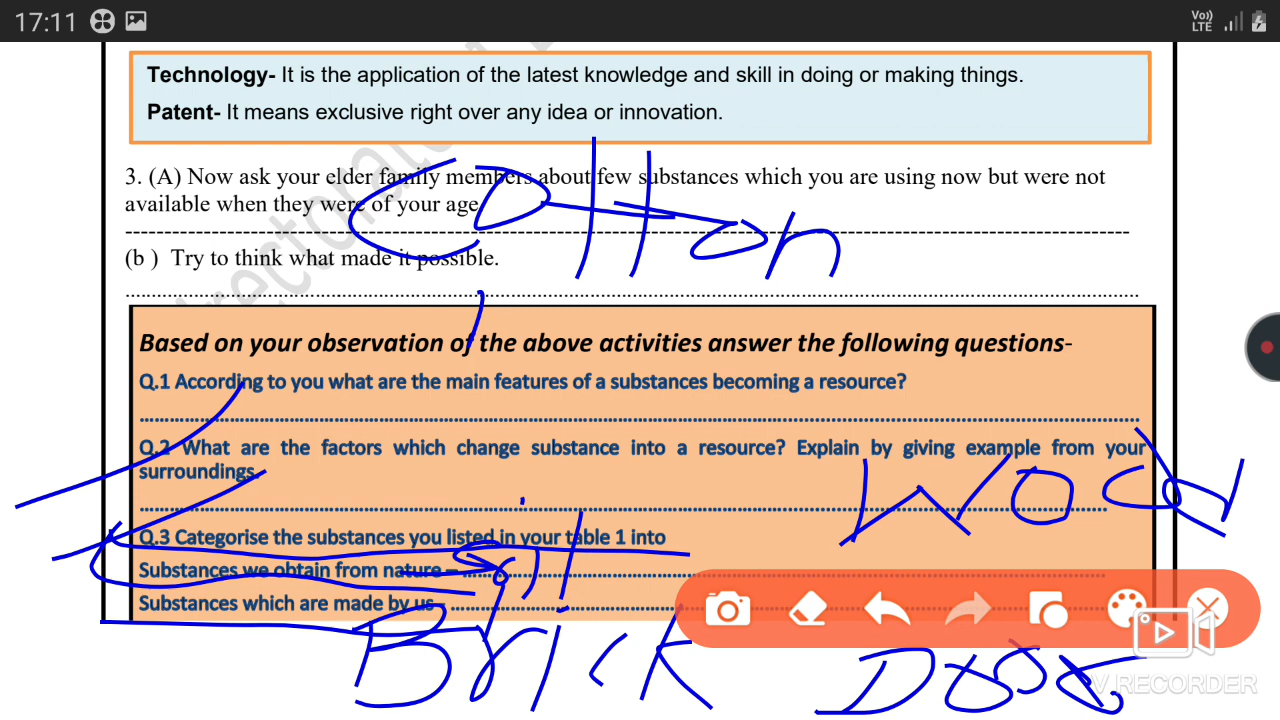 17:11
Vo)) LTE
Technology- It is the application of the latest knowledge and skill in doing or making things.
Patent- It means exclusive right over any idea or innovation.
3. (A) Now ask your elder family members about few substances which you are using now but were not
available when they were of your age
Cotton
(b ) Try to think what made it possible.
Based on your observation of the above activities answer the following questions-
Q.1 According to you what are the main features of a substances becoming a resource?
Q.2 What are the factors which change substance into a resource? Explain by giving example from your
surroundings.
Wood
Q.3 Categorise the substances you listed in your table 1 into
Substances we obtain from nature –
Substances which are made by us-
Brick Door
V RECORDER